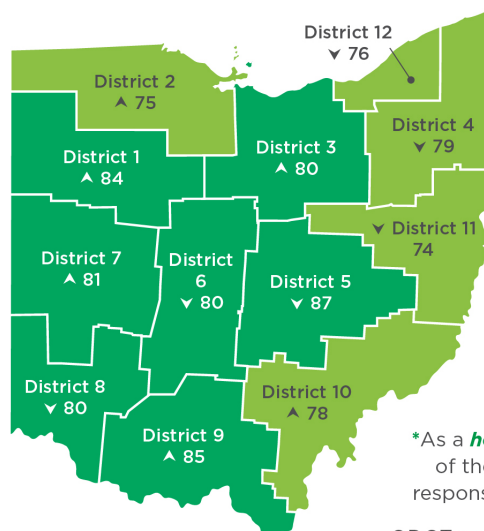 District 12
76
District 2
75
District 4
79
District 1
84
District 3
80
District 11
74
District 7
81
District
6
80
District 5
87
District 8
80
District 10
78
District 9
85
*As a
of the
respons